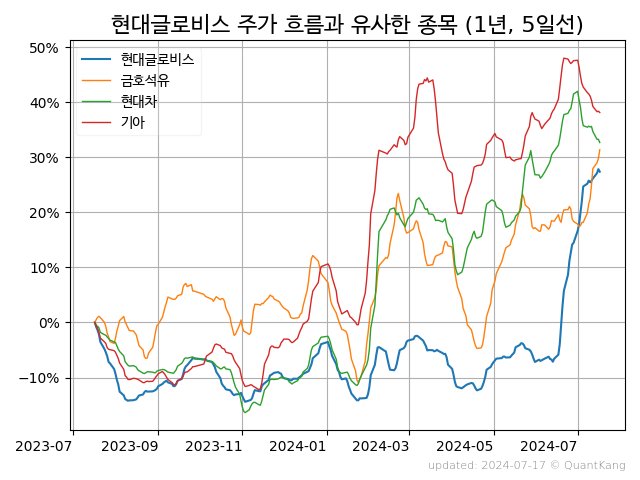 현대글로비스 주가 흐름과 유사한 종목 (1년, 5일선)
50%
40%
30%
20%
10%
0%
−10%
현대글로비스
금호석유
현대차
기아
2023-07 2023-09 2023-11 2024-01 2024-03 2024-05 2024-07
updated: 2024-07-17 © QuantKang